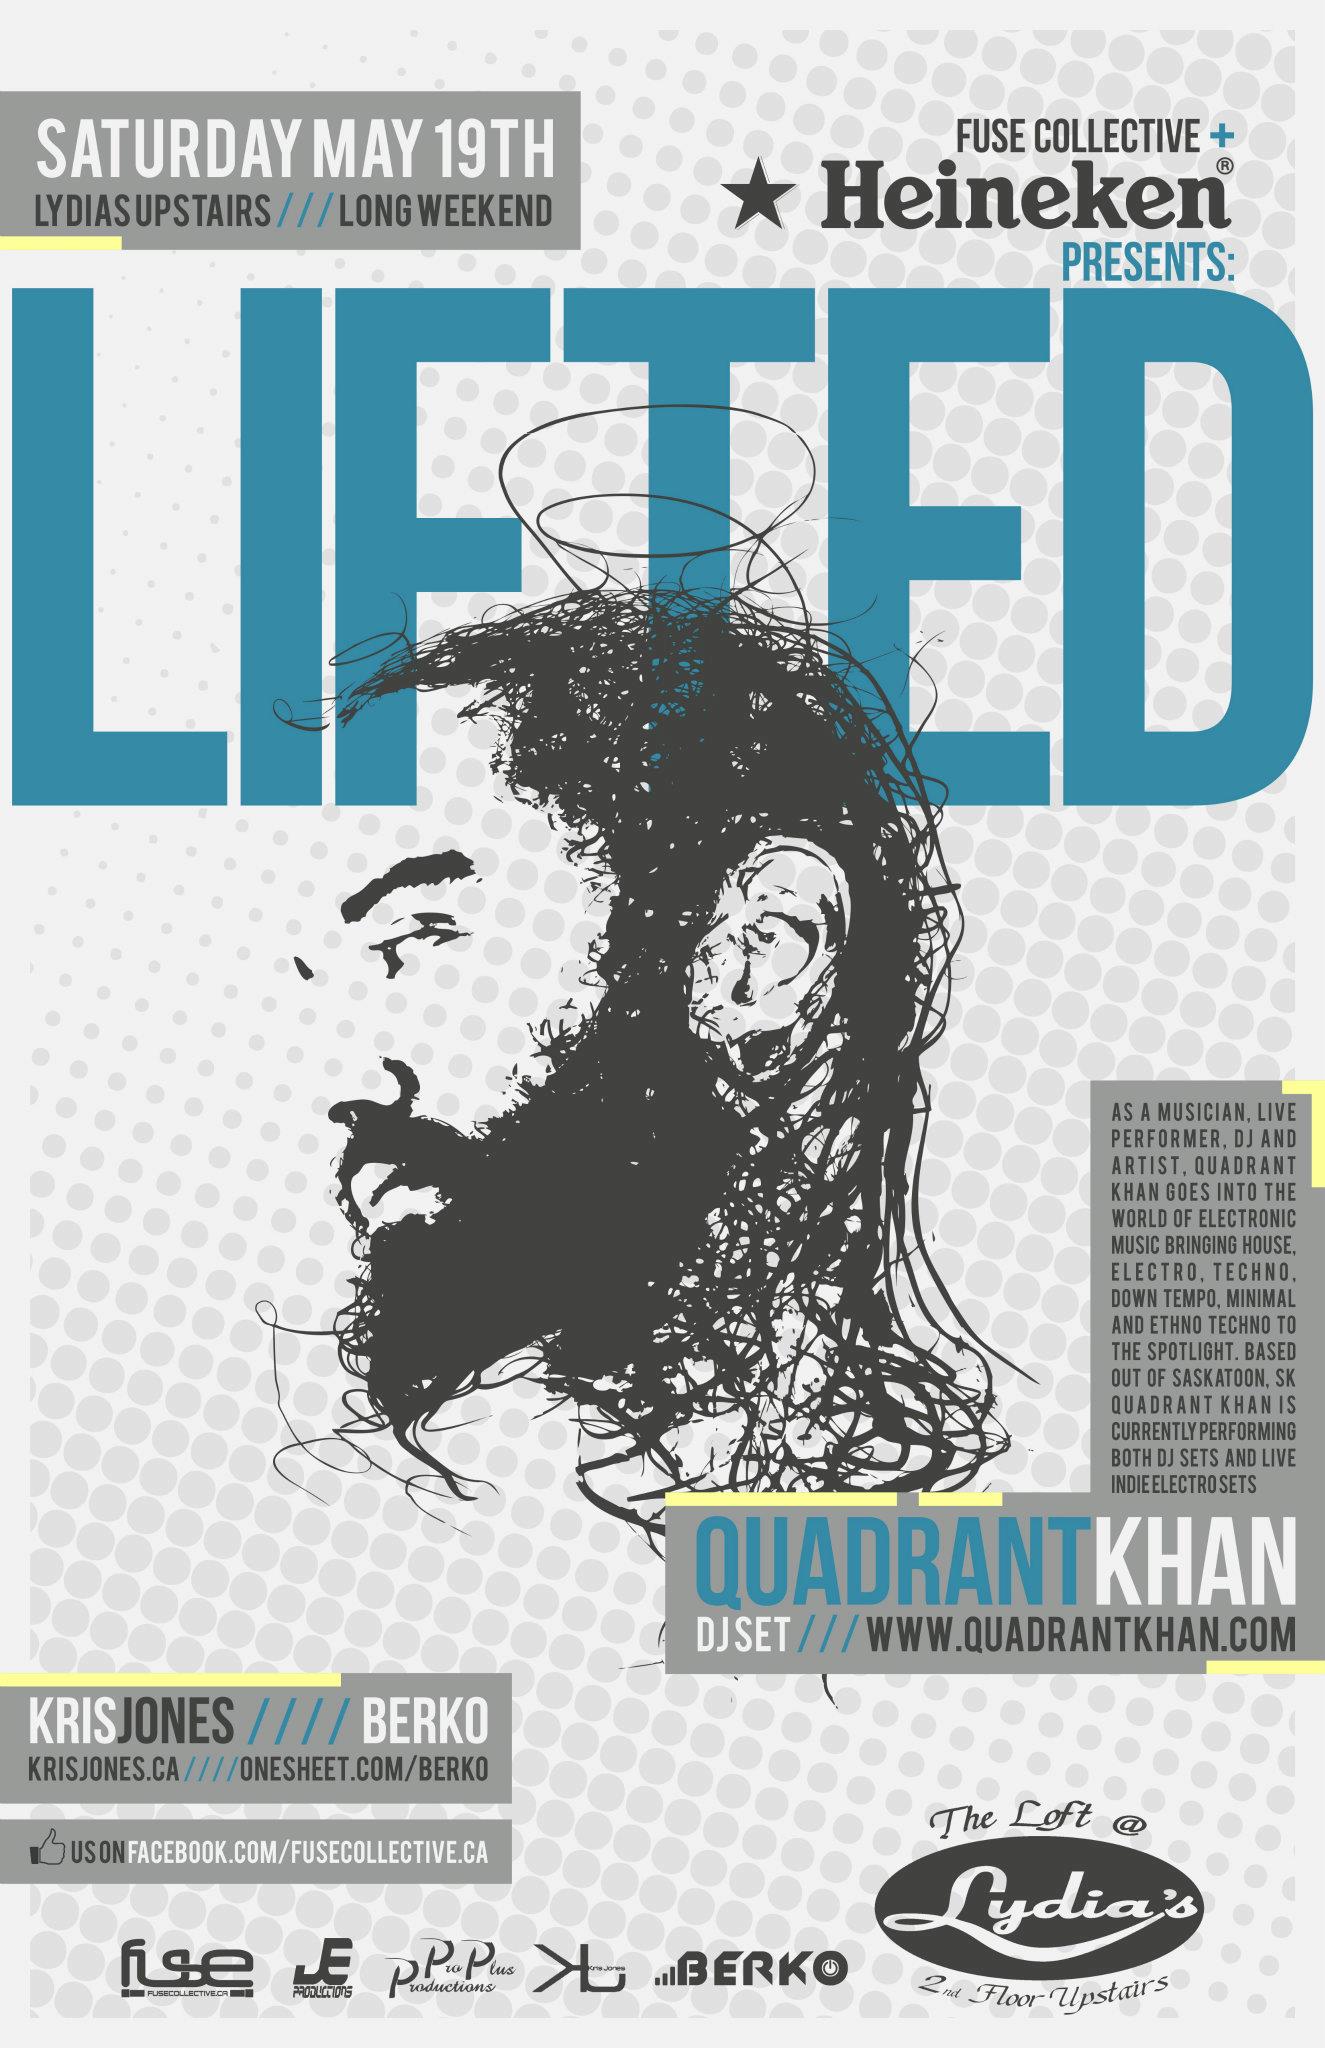 SATURDAY MAY 19TH
LYDIAS UPSTAIRS /// LONG WEEKEND
FUSE COLLECTIVE +
★ Heineken®
PRESENTS:
LIFTED
AS A MUSICIAN, LIVE
PERFORMER, DJ AND
ARTIST, QUADRANT
KHAN GOES INTO THE
WORLD OF ELECTRONIC
MUSIC BRINGING HOUSE,
ELECTRO, TECHNO,
DOWN TEMPO, MINIMAL
AND ETHNO TECHNO TO
THE SPOTLIGHT. BASED
OUT OF SASKATOON, SK
QUADRANT KHAN IS
CURRENTLY PERFORMING
BOTH DJ SETS AND LIVE
INDIE ELECTRO SETS
QUADRANTKHAN
DJ SET /// WWW.QUADRANTKHAN.COM
KRISJONES //// BERKO
KRISJONES.CA////ONESHEET.COM/BERKO
US ON FACEBOOK.COM/FUSECOLLECTIVE.CA
The Loft @
Lydia's
2nd Floor Upstairs
fuse
FUSECOLLECTIVE.CA
JE
PRODUCTIONS
Pro Plus
Productions
KJ
Kris Jones
BERKO